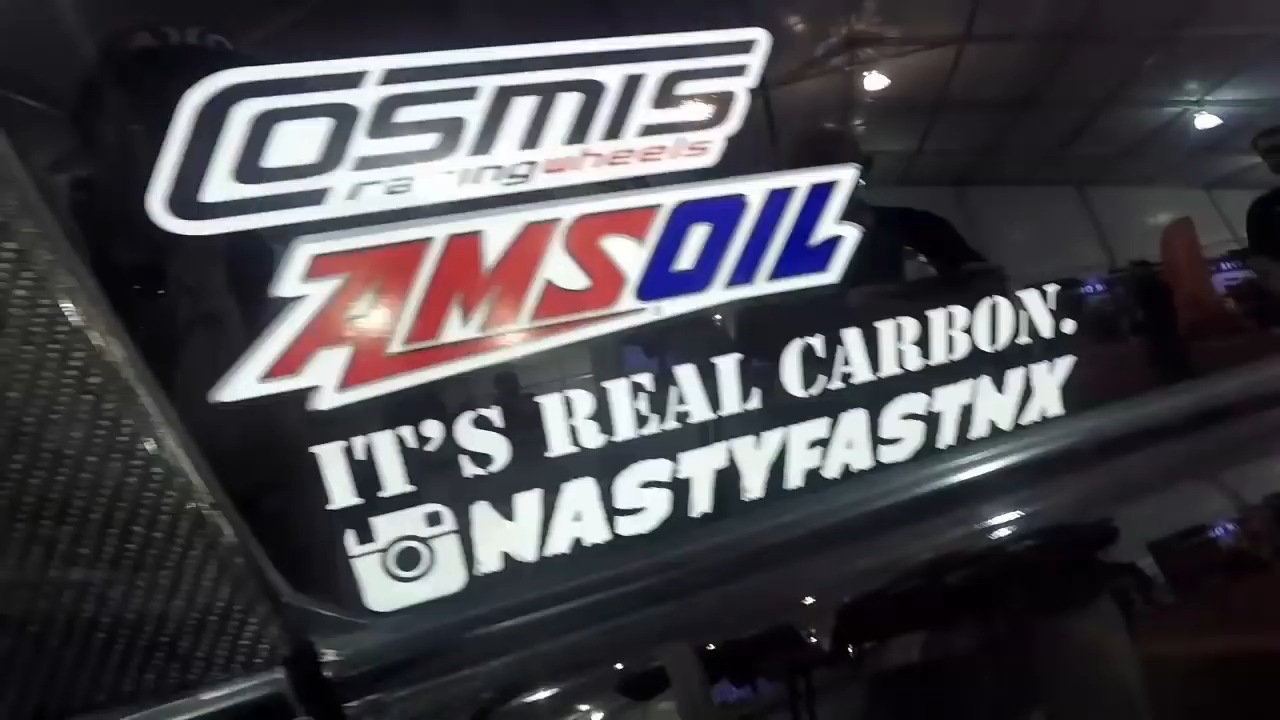 COSMIS
racingwheels
AMSOIL
IT'S REAL CARBON.
NASTYFASTNX